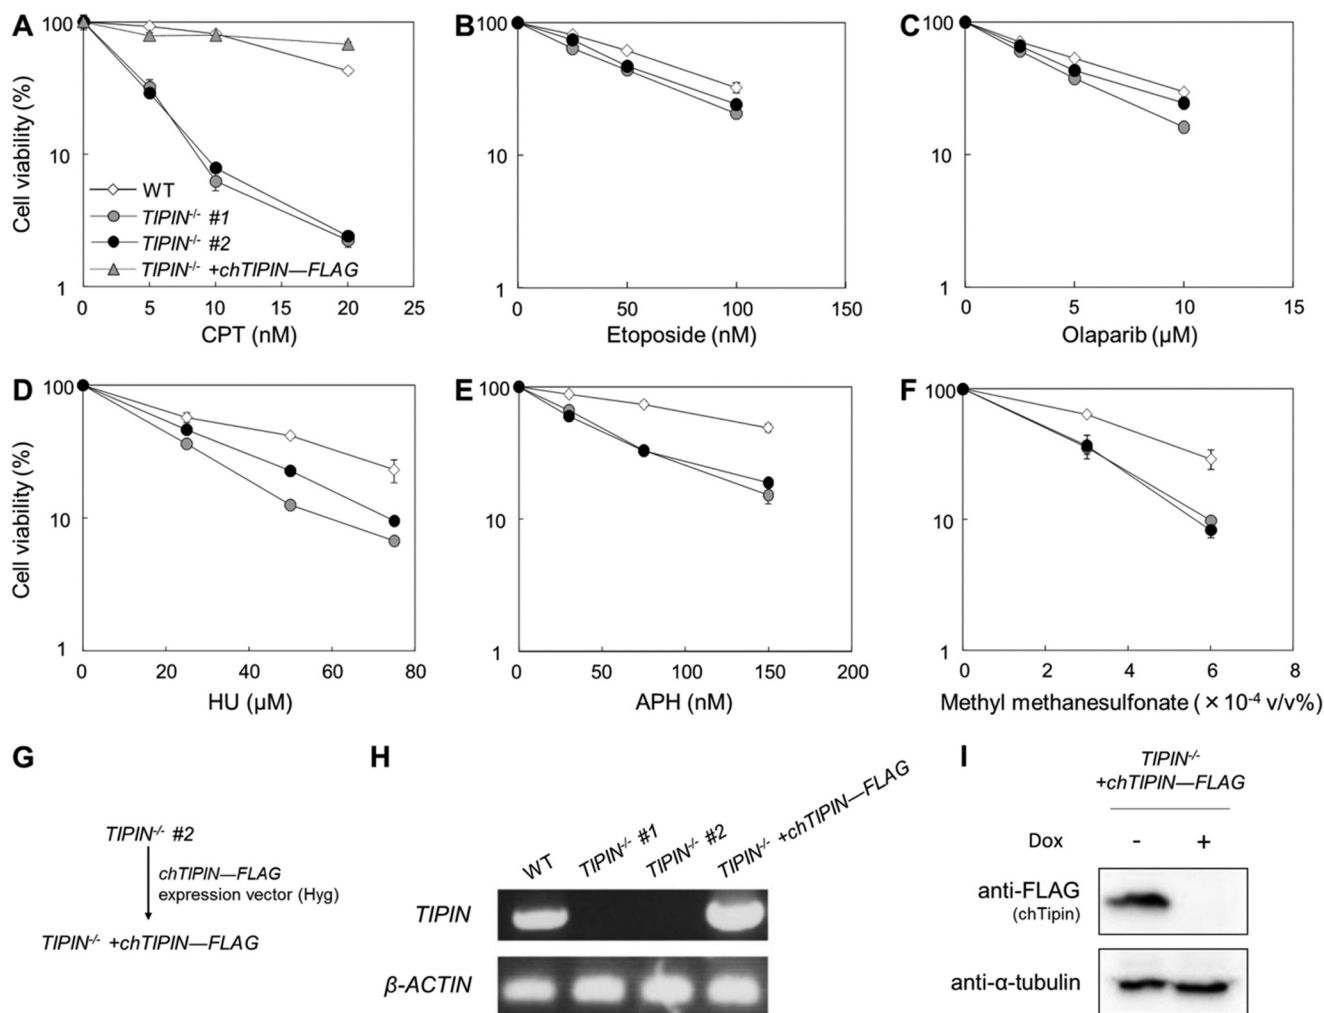 A
B
C
Cell viability (%)
100
10
1
WT
TIPIN-/- #1
TIPIN-/- #2
TIPIN-/- +chTIPIN—FLAG
0 5 10 15 20 25
CPT (nM)
100
10
1
0 50 100 150
Etoposide (nM)
100
10
1
0 5 10 15
Olaparib (µM)
D
E
F
Cell viability (%)
100
10
1
0 20 40 60 80
HU (µM)
100
10
1
0 50 100 150 200
APH (nM)
100
10
1
0 2 4 6 8
Methyl methanesulfonate ( × 10-4 v/v%)
G
TIPIN-/- #2
chTIPIN—FLAG
expression vector (Hyg)
TIPIN-/- +chTIPIN—FLAG
H
WT
TIPIN-/- #1
TIPIN-/- #2
TIPIN-/- +chTIPIN—FLAG
TIPIN
β-ACTIN
I
TIPIN-/-
+chTIPIN—FLAG
Dox - +
anti-FLAG
(chTipin)
anti-α-tubulin